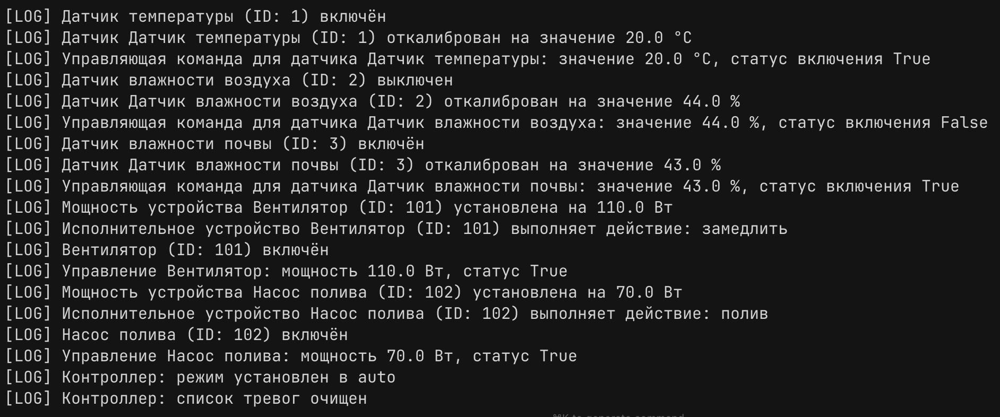 [LOG] Датчик температуры (ID: 1) включён
[LOG] Датчик Датчик температуры (ID: 1) откалиброван на значение 20.0 °C
[LOG] Управляющая команда для датчика Датчик температуры: значение 20.0 °C, статус включения True
[LOG] Датчик влажности воздуха (ID: 2) выключен
[LOG] Датчик Датчик влажности воздуха (ID: 2) откалиброван на значение 44.0 %
[LOG] Управляющая команда для датчика Датчик влажности воздуха: значение 44.0 %, статус включения False
[LOG] Датчик влажности почвы (ID: 3) включён
[LOG] Датчик Датчик влажности почвы (ID: 3) откалиброван на значение 43.0 %
[LOG] Управляющая команда для датчика Датчик влажности почвы: значение 43.0 %, статус включения True
[LOG] Мощность устройства Вентилятор (ID: 101) установлена на 110.0 Вт
[LOG] Исполнительное устройство Вентилятор (ID: 101) выполняет действие: замедлить
[LOG] Вентилятор (ID: 101) включён
[LOG] Управление Вентилятор: мощность 110.0 Вт, статус True
[LOG] Мощность устройства Насос полива (ID: 102) установлена на 70.0 Вт
[LOG] Исполнительное устройство Насос полива (ID: 102) выполняет действие: полив
[LOG] Насос полива (ID: 102) включён
[LOG] Управление Насос полива: мощность 70.0 Вт, статус True
[LOG] Контроллер: режим установлен в auto
[LOG] Контроллер: список тревог очищен
⌘K to generate command